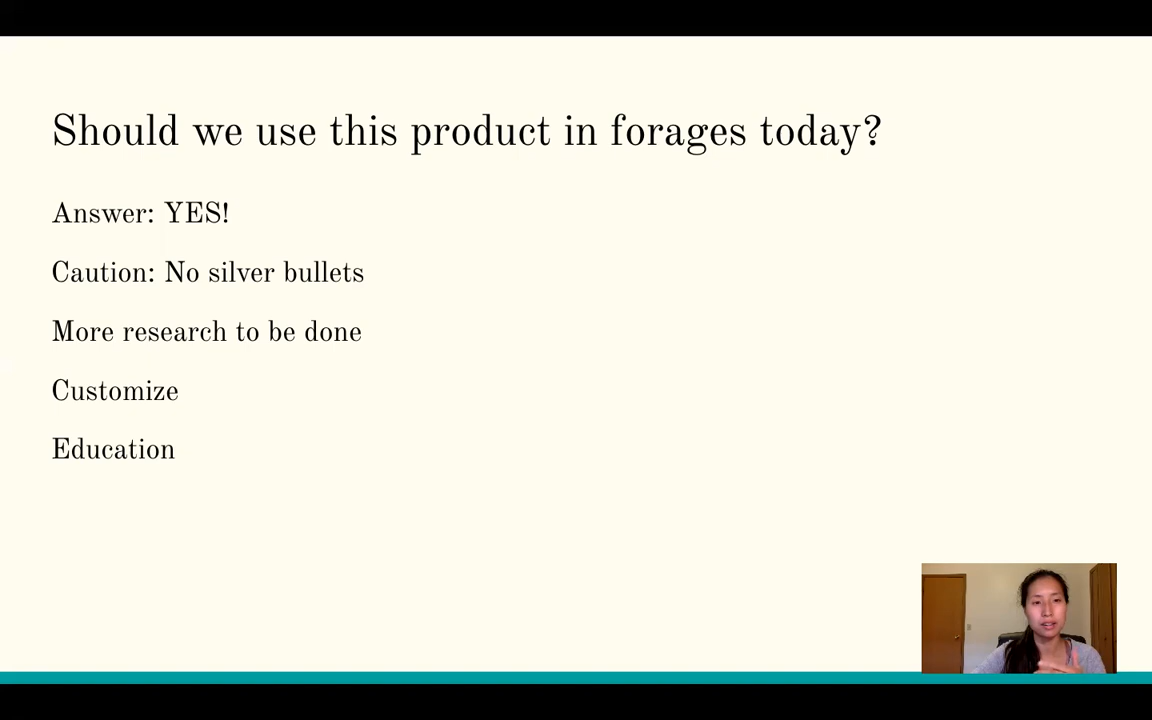 Should we use this product in forages today?
Answer: YES!
Caution: No silver bullets
More research to be done
Customize
Education